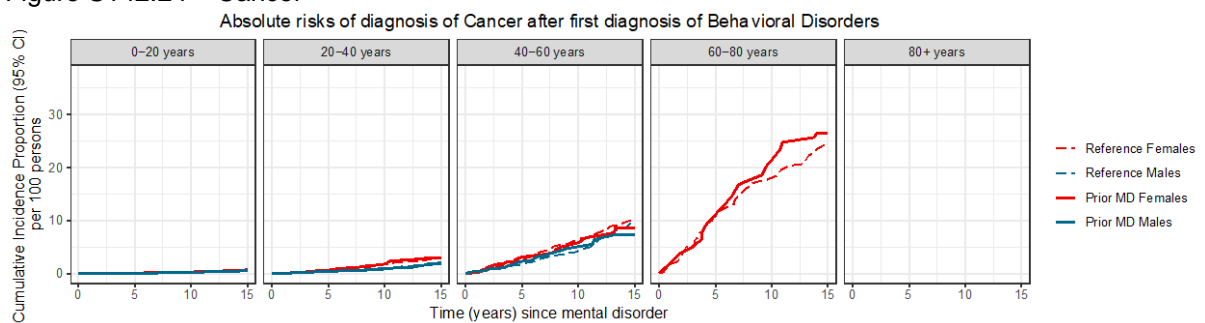 Figure Cancer
Absolute risks of diagnosis of Cancer after first diagnosis of Behavioral Disorders
Cumulative Incidence Proportion (95% CI)
per 100 persons
0−20 years
20−40 years
40−60 years
60−80 years
80+ years
30
20
10
0
0 5 10 15
0 5 10 15
0 5 10 15
0 5 10 15
0 5 10 15
Time (years) since mental disorder
Reference Females
Reference Males
Prior MD Females
Prior MD Males